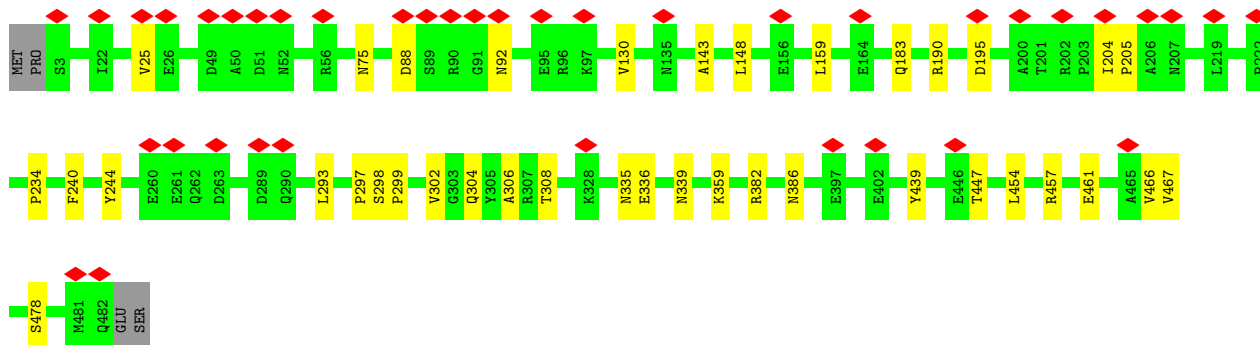 MET PRO S3 I22 V25 E26 D49 A50 D51 N52 R56 N75 D88 S89 R90 G91 N92 E95 R96 K97 V130 N135 A143 L148 E156 L159 E164 Q183 R190 D195 A200 T201 R202 P203 I204 P205 A206 N207 L219
P234 F240 Y244 E260 E261 Q262 D263 D289 Q290 L293 P297 S298 P299 V302 G303 Q304 Y305 A306 R307 T308 K328 N335 E336 N339 K359 R382 N386 E397 E402 Y439 E446 T447 L454 R457 E461 A465 V466 V467
S478 M481 Q482 GLU SER